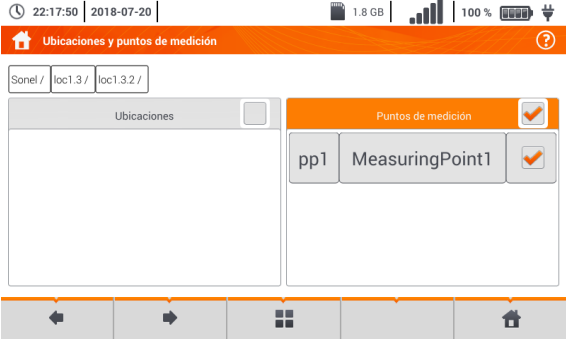 22:17:50 2018-07-20 1.8 GB 100 %
Ubicaciones y puntos de medición ?
Sonel / loc1.3 / loc1.3.2 /
Ubicaciones Puntos de medición
pp1 MeasuringPoint1